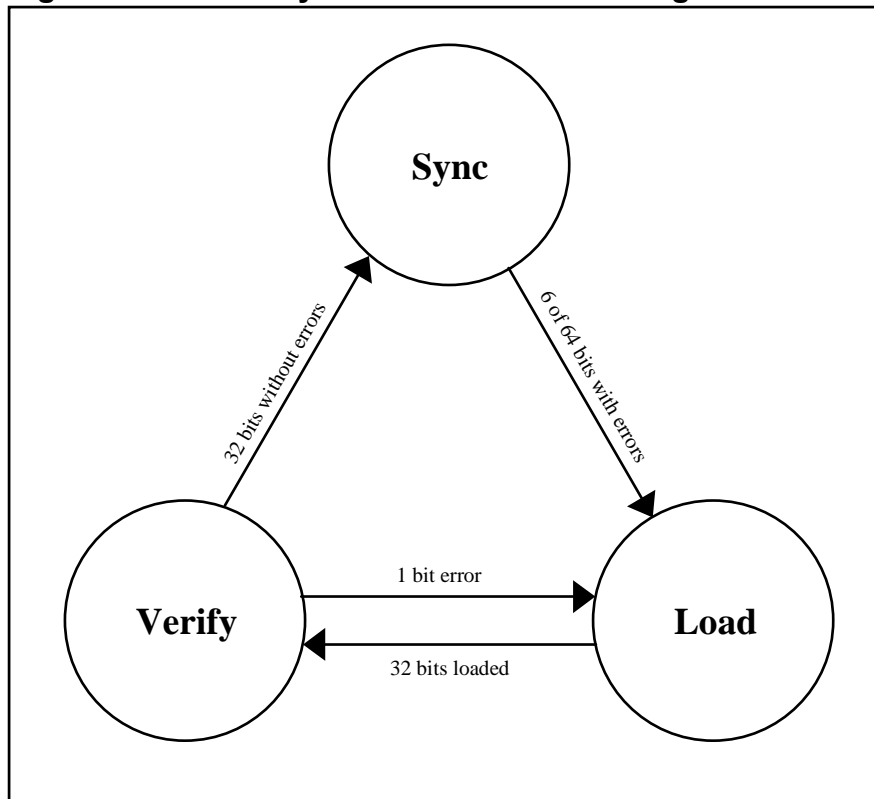 Sync
32 bits without errors
6 of 64 bits with errors
1 bit error
Verify
Load
32 bits loaded